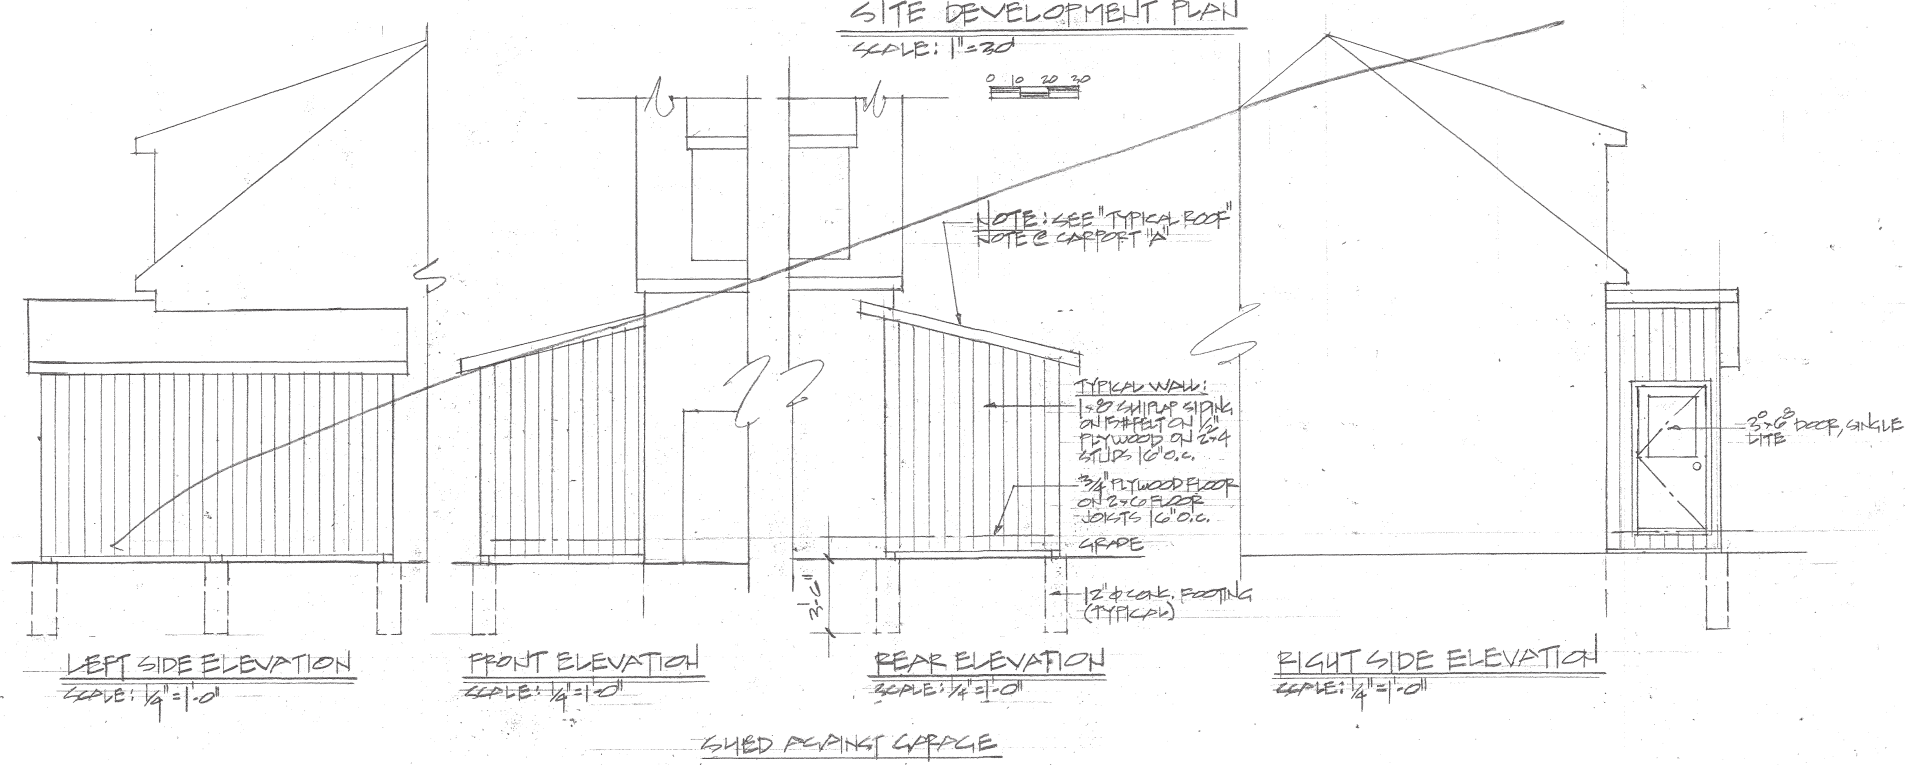 SITE DEVELOPMENT PLAN
SCALE: 1"=30'
0 10 20 30
NOTE: SEE "TYPICAL ROOF"
NOTE @ CARPORT "A"
TYPICAL WALL:
1x8 SHIPLAP SIDING
ON 15# FELT ON 1/2"
PLYWOOD ON 2x4
STUDS 16" O.C.
3/4" PLYWOOD FLOOR
ON 2x6 FLOOR
JOISTS 16" O.C.
GRADE
3'-6"
12" Ø CONC. FOOTING
(TYPICAL)
3⁰x6⁸ DOOR, SINGLE
LITE
LEFT SIDE ELEVATION
SCALE: 1/4"=1'-0"
FRONT ELEVATION
SCALE: 1/4"=1'-0"
REAR ELEVATION
SCALE: 1/4"=1'-0"
RIGHT SIDE ELEVATION
SCALE: 1/4"=1'-0"
SHED AGAINST GARAGE